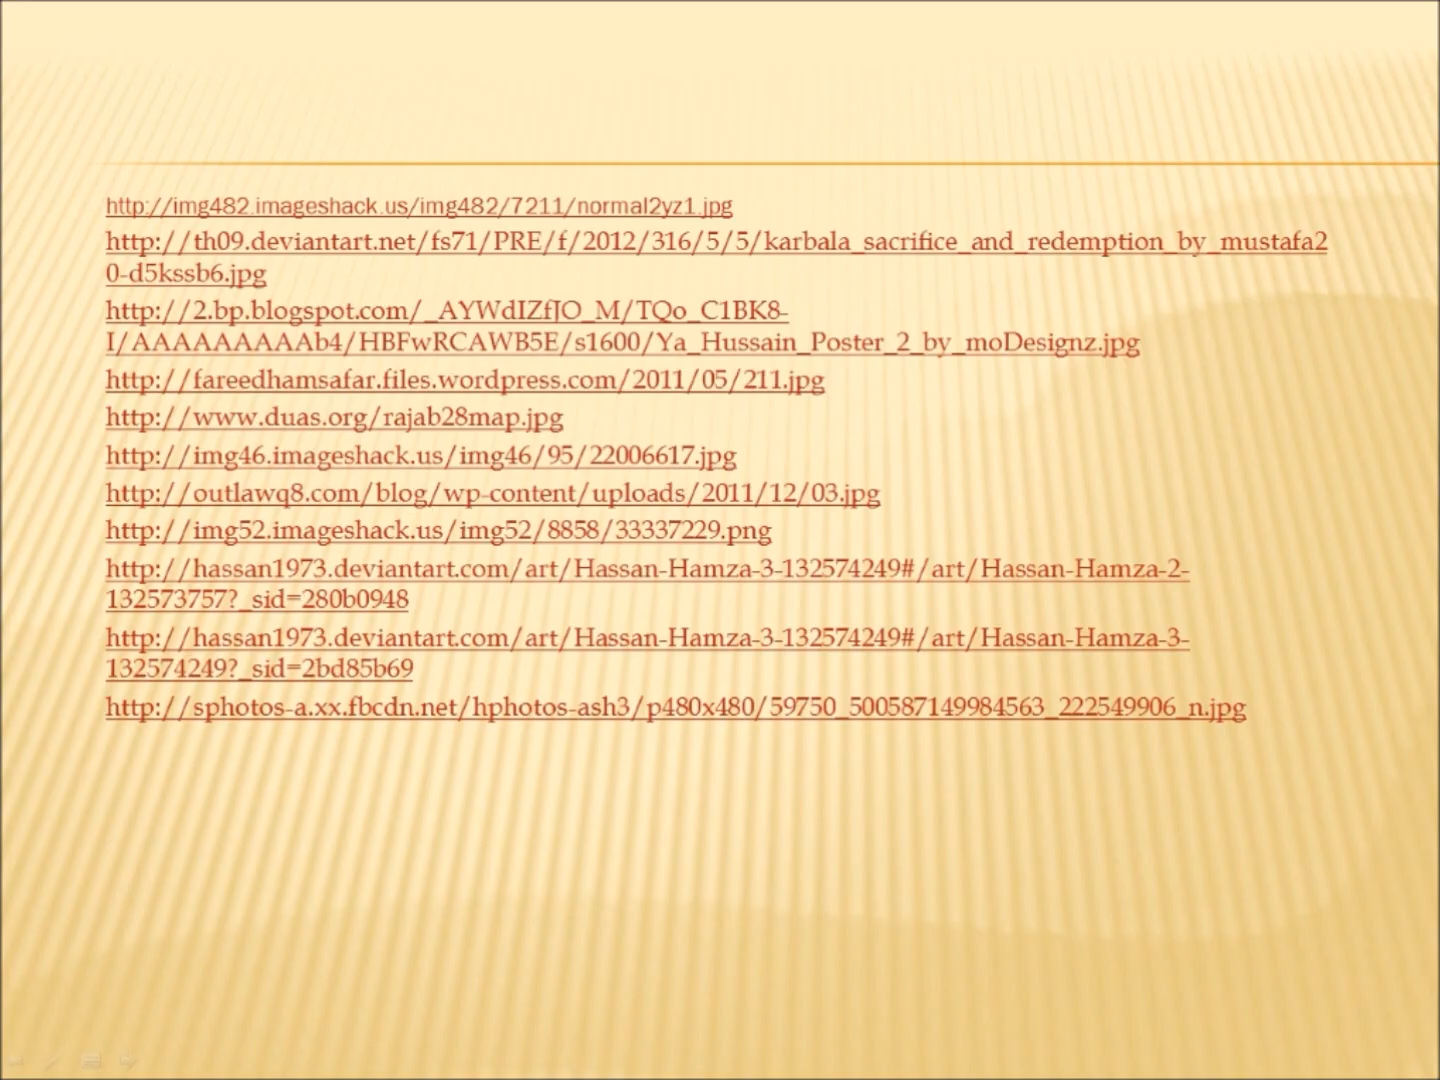 http://img482.imageshack.us/img482/7211/normal2yz1.jpg
http://th09.deviantart.net/fs71/PRE/f/2012/316/5/5/karbala_sacrifice_and_redemption_by_mustafa2
0-d5kssb6.jpg
http://2.bp.blogspot.com/_AYWdIZfJO_M/TQo_C1BK8-
I/AAAAAAAAAb4/HBFwRCAWB5E/s1600/Ya_Hussain_Poster_2_by_moDesignz.jpg
http://fareedhamsafar.files.wordpress.com/2011/05/211.jpg
http://www.duas.org/rajab28map.jpg
http://img46.imageshack.us/img46/95/22006617.jpg
http://outlawq8.com/blog/wp-content/uploads/2011/12/03.jpg
http://img52.imageshack.us/img52/8858/33337229.png
http://hassan1973.deviantart.com/art/Hassan-Hamza-3-132574249#/art/Hassan-Hamza-2-
132573757?_sid=280b0948
http://hassan1973.deviantart.com/art/Hassan-Hamza-3-132574249#/art/Hassan-Hamza-3-
132574249?_sid=2bd85b69
http://sphotos-a.xx.fbcdn.net/hphotos-ash3/p480x480/59750_500587149984563_222549906_n.jpg